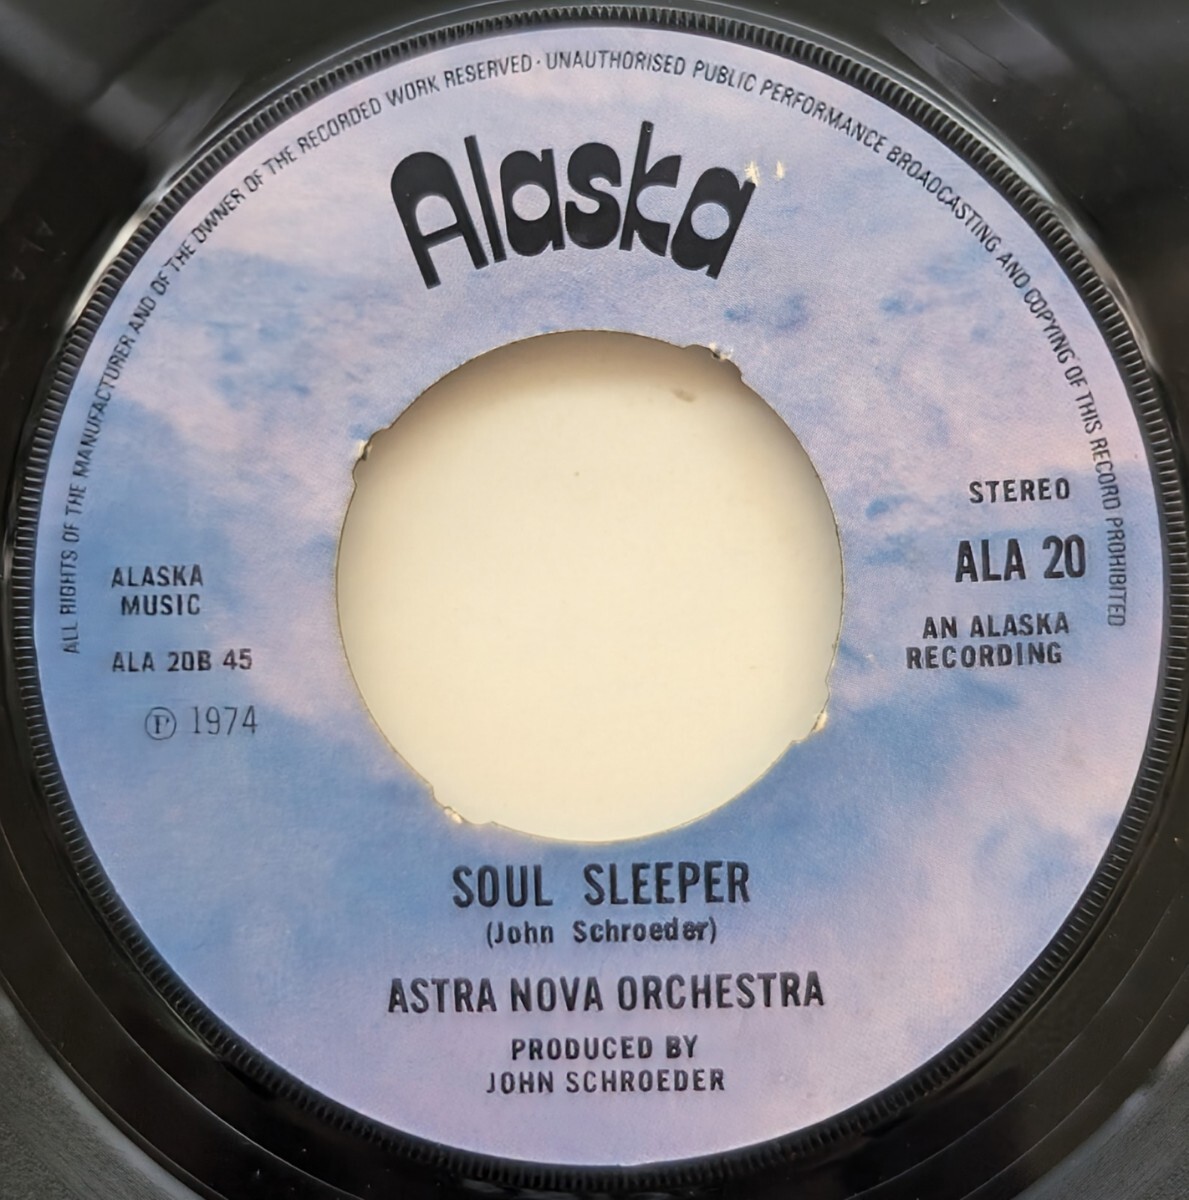 ALL RIGHTS OF THE MANUFACTURER AND OF THE OWNER OF THE RECORDED WORK RESERVED · UNAUTHORISED PUBLIC PERFORMANCE BROADCASTING AND COPYING OF THIS RECORD PROHIBITED
Alaska
STEREO
ALA 20
AN ALASKA
RECORDING
ALASKA
MUSIC
ALA 20B 45
Ⓟ 1974
SOUL SLEEPER
(John Schroeder)
ASTRA NOVA ORCHESTRA
PRODUCED BY
JOHN SCHROEDER